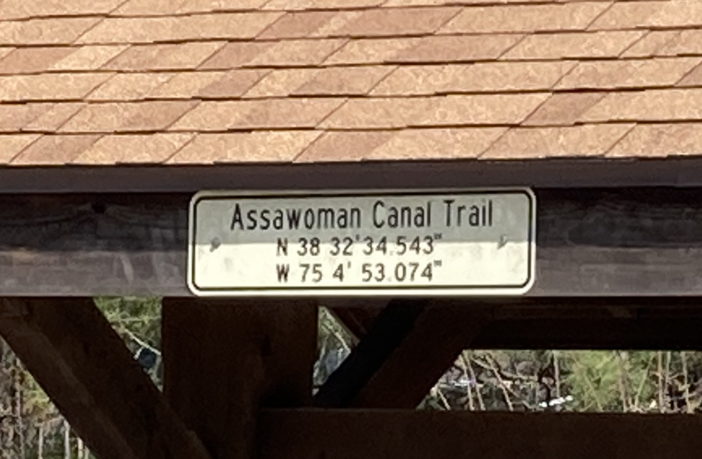 Assawoman Canal Trail
N 38 32'34.543"
W 75 4' 53.074"